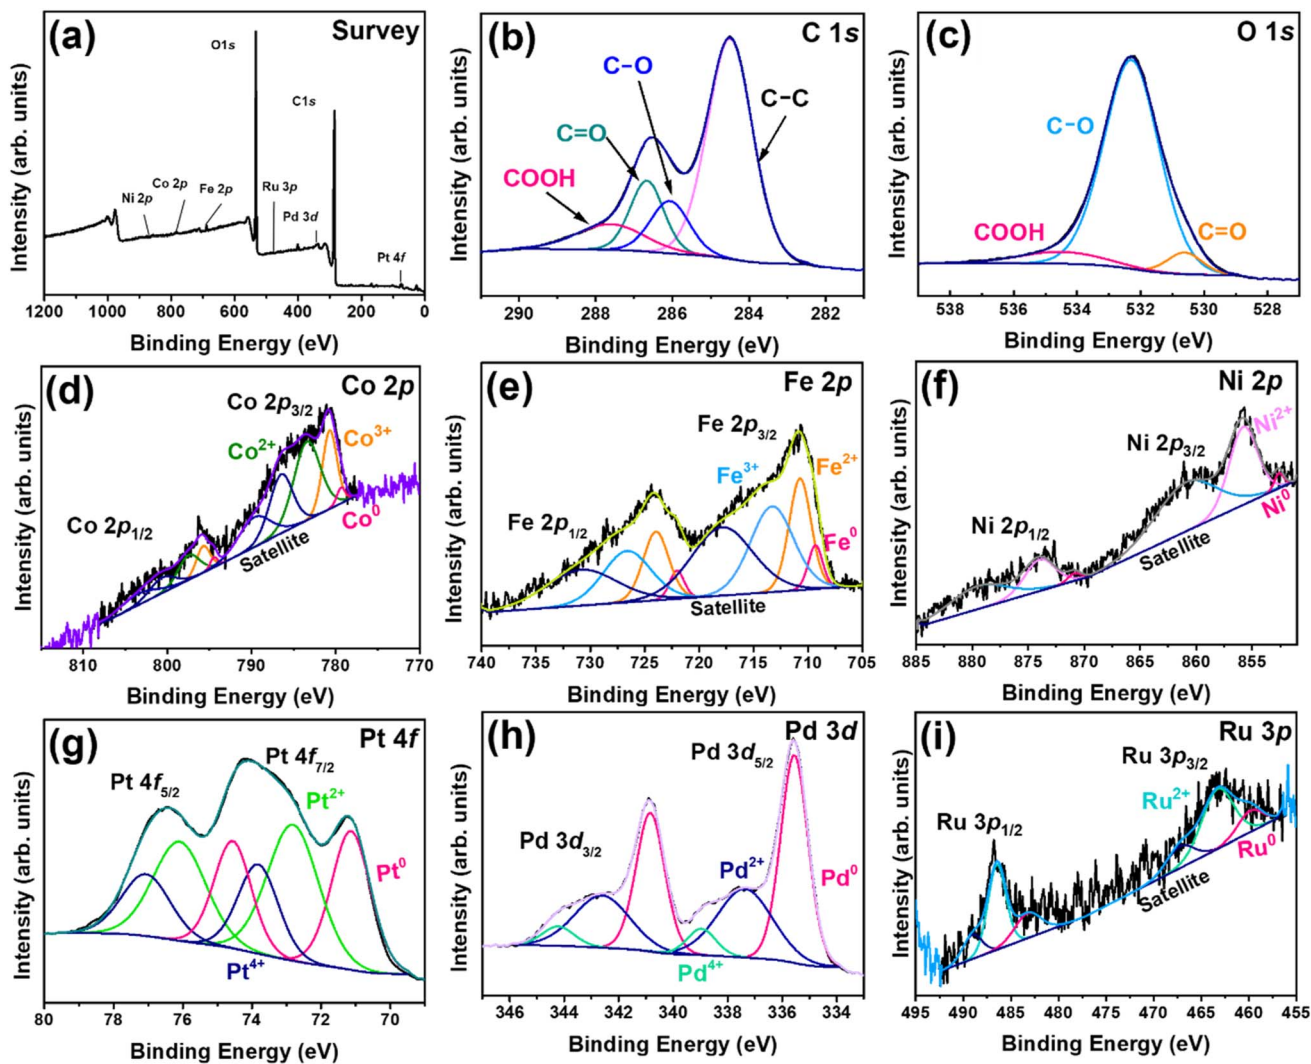 (a)
Survey
O1s
C1s
Ni 2p
Co 2p
Fe 2p
Ru 3p
Pd 3d
Pt 4f
Intensity (arb. units)
1200 1000 800 600 400 200 0
Binding Energy (eV)
(b)
C 1s
C-O
C=O
C-C
COOH
Intensity (arb. units)
290 288 286 284 282
Binding Energy (eV)
(c)
O 1s
C-O
COOH
C=O
Intensity (arb. units)
538 536 534 532 530 528
Binding Energy (eV)
(d)
Co 2p
Co 2p3/2
Co2+
Co3+
Co0
Co 2p1/2
Satellite
Intensity (arb. units)
810 800 790 780 770
Binding Energy (eV)
(e)
Fe 2p
Fe 2p3/2
Fe3+
Fe2+
Fe 2p1/2
Fe0
Satellite
Intensity (arb. units)
740 735 730 725 720 715 710 705
Binding Energy (eV)
(f)
Ni 2p
Ni2+
Ni 2p3/2
Ni0
Ni 2p1/2
Satellite
Intensity (arb. units)
885 880 875 870 865 860 855
Binding Energy (eV)
(g)
Pt 4f
Pt 4f7/2
Pt 4f5/2
Pt2+
Pt0
Pt4+
Intensity (arb. units)
80 78 76 74 72 70
Binding Energy (eV)
(h)
Pd 3d
Pd 3d5/2
Pd 3d3/2
Pd2+
Pd0
Pd4+
Intensity (arb. units)
346 344 342 340 338 336 334
Binding Energy (eV)
(i)
Ru 3p
Ru 3p3/2
Ru2+
Ru 3p1/2
Ru0
Satellite
Intensity (arb. units)
495 490 485 480 475 470 465 460 455
Binding Energy (eV)